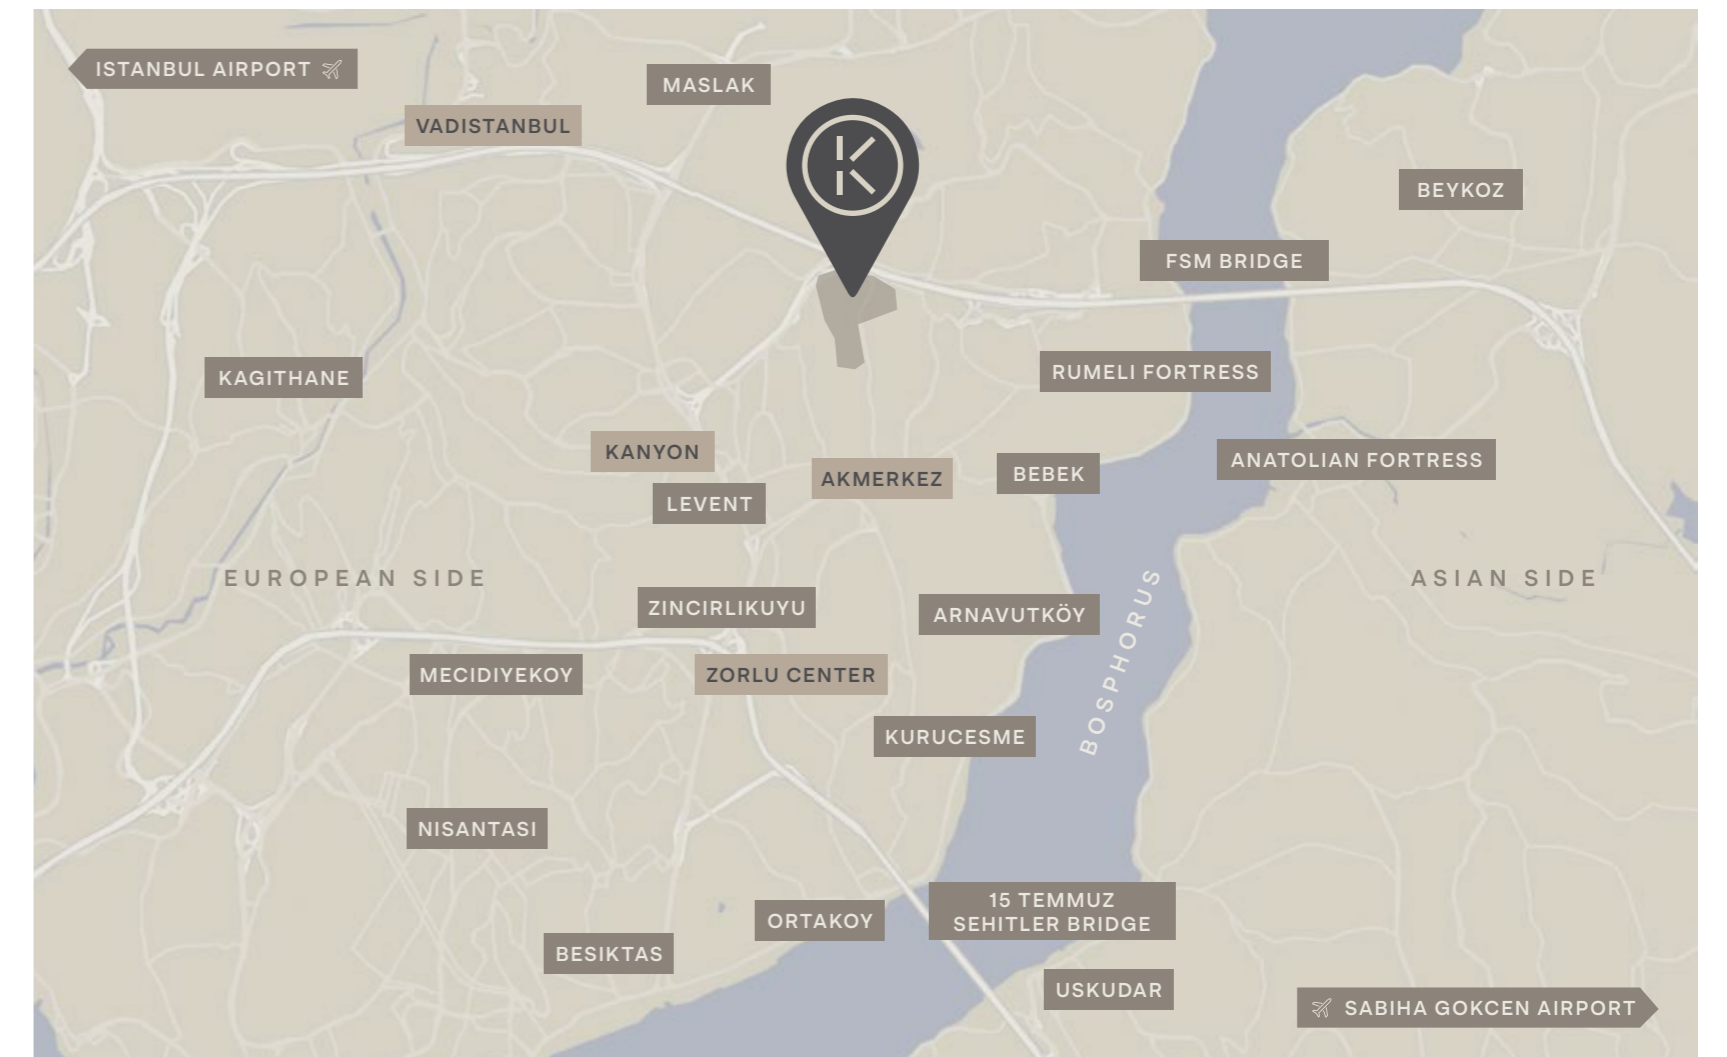 ISTANBUL AIRPORT
MASLAK
VADISTANBUL
K
BEYKOZ
FSM BRIDGE
RUMELI FORTRESS
KAGITHANE
KANYON
ANATOLIAN FORTRESS
AKMERKEZ
BEBEK
LEVENT
EUROPEAN SIDE
ASIAN SIDE
ZINCIRLIKUYU
ARNAVUTKÖY
BOSPHORUS
MECIDIYEKOY
ZORLU CENTER
KURUCESME
NISANTASI
15 TEMMUZ
SEHITLER BRIDGE
ORTAKOY
BESIKTAS
USKUDAR
SABIHA GOKCEN AIRPORT